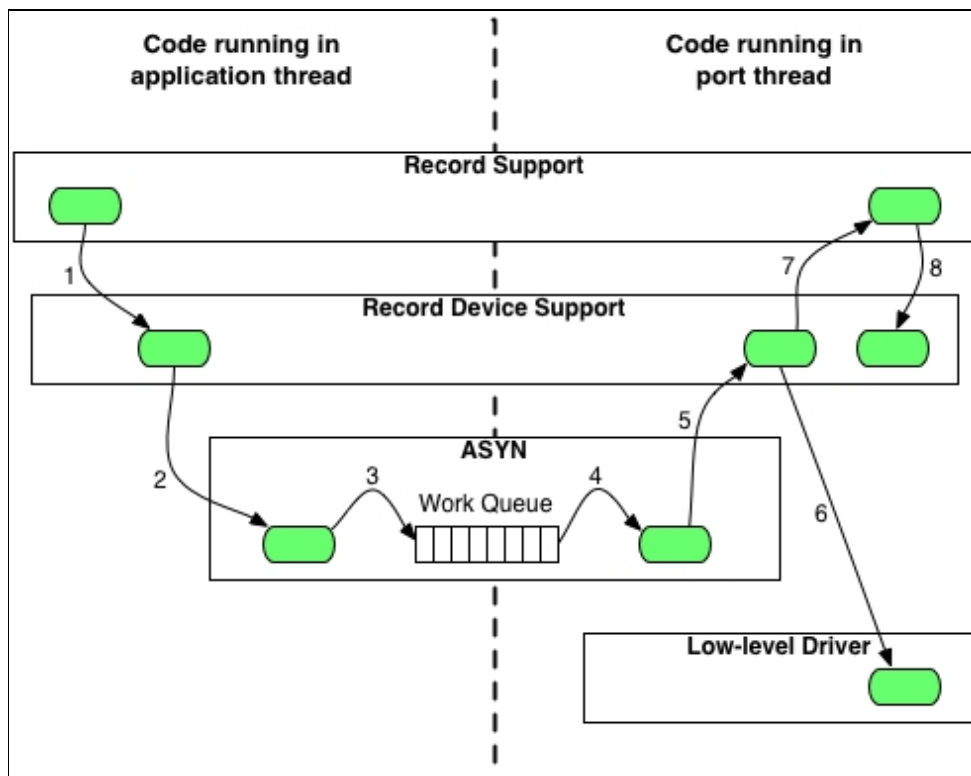 Code running in
application thread
Code running in
port thread
Record Support
1
7
8
Record Device Support
2
5
6
ASYN
3
4
Work Queue
Low-level Driver